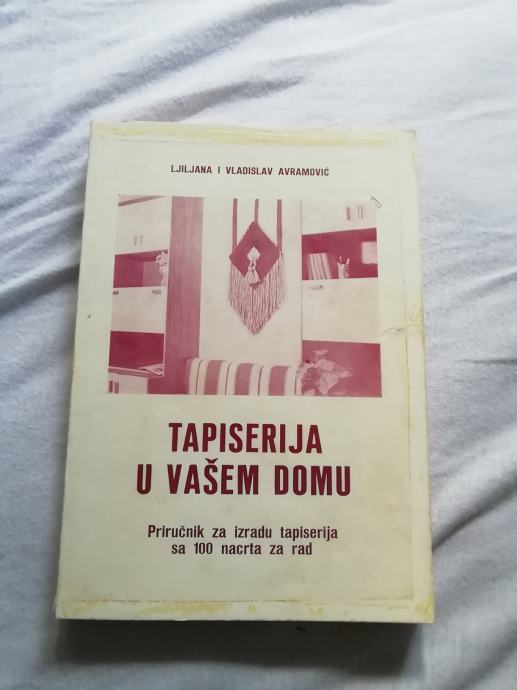 LJILJANA I VLADISLAV AVRAMOVIĆ
TAPISERIJA
U VAŠEM DOMU
Priručnik za izradu tapiserija
sa 100 nacrta za rad